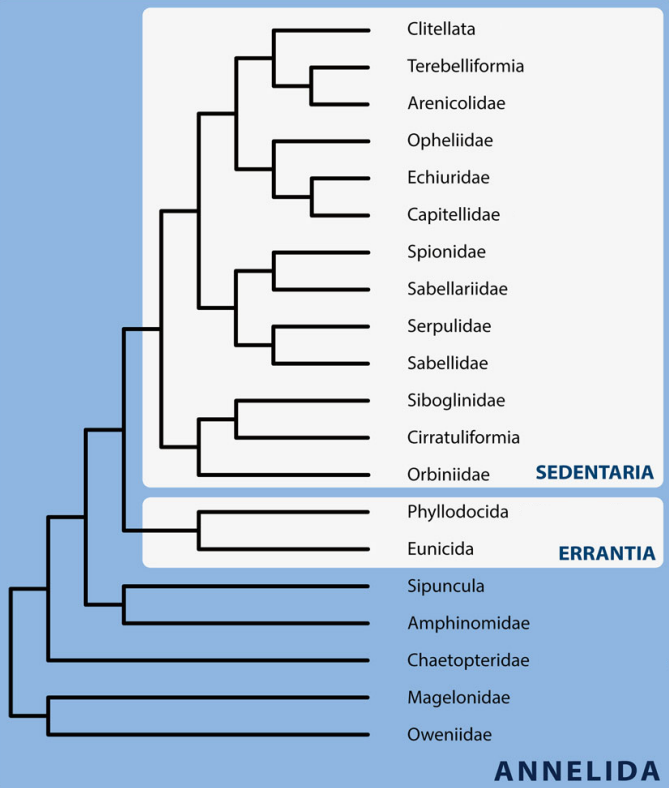 Clitellata
Terebelliformia
Arenicolidae
Opheliidae
Echiuridae
Capitellidae
Spionidae
Sabellariidae
Serpulidae
Sabellidae
Siboglinidae
Cirratuliformia
Orbiniidae
SEDENTARIA
Phyllodocida
Eunicida
ERRANTIA
Sipuncula
Amphinomidae
Chaetopteridae
Magelonidae
Oweniidae
ANNELIDA